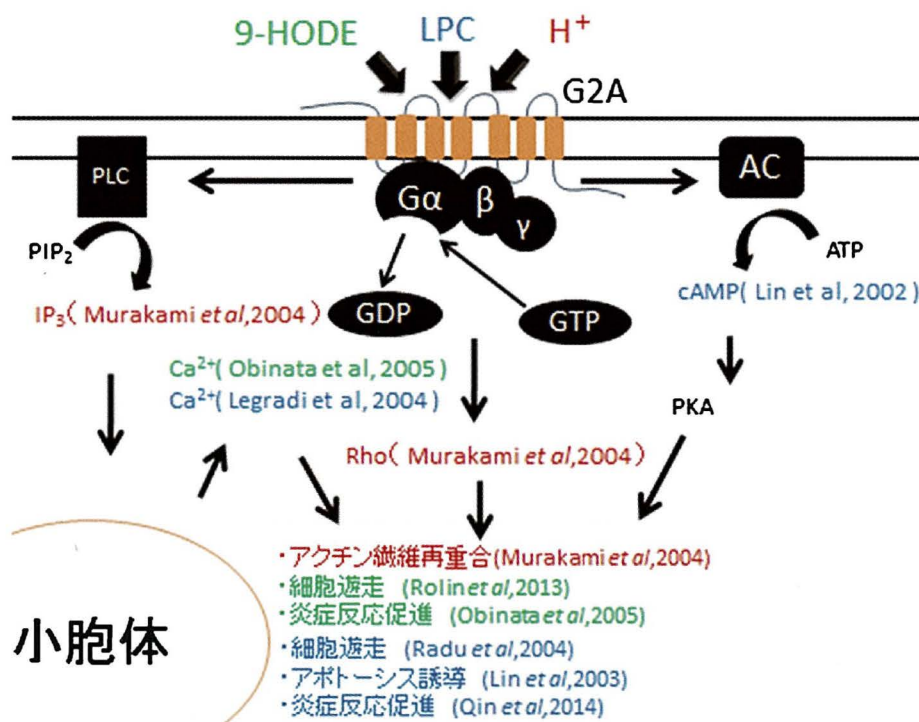 9-HODE LPC H⁺
G2A
PLC
Gα β γ
AC
PIP₂
ATP
IP₃( Murakami et al,2004 )
GDP
GTP
cAMP( Lin et al, 2002)
Ca²⁺( Obinata et al, 2005)
Ca²⁺( Legradi et al, 2004 )
PKA
Rho( Murakami et al,2004 )
・アクチン繊維再重合(Murakami et al,2004)
・細胞遊走 (Rolin et al,2013)
・炎症反応促進 (Obinata et al,2005)
小胞体
・細胞遊走 (Radu et al,2004)
・アポトーシス誘導 (Lin et al,2003)
・炎症反応促進 (Qin et al,2014)